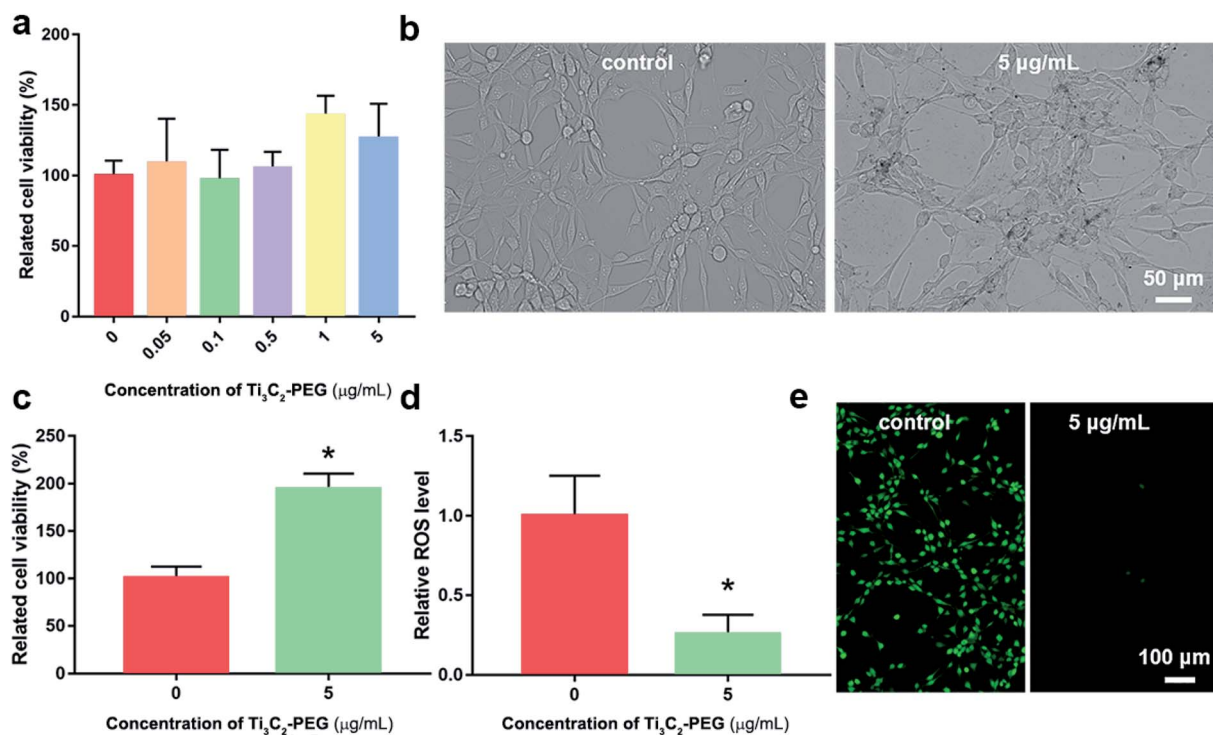 a
200
150
100
50
0
Related cell viability (%)
0 0.05 0.1 0.5 1 5
Concentration of Ti₃C₂-PEG (μg/mL)
b
control
5 μg/mL
50 μm
c
250
200
150
100
50
0
Related cell viability (%)
*
0 5
Concentration of Ti₃C₂-PEG (μg/mL)
d
1.5
1.0
0.5
0.0
Relative ROS level
*
0 5
Concentration of Ti₃C₂-PEG (μg/mL)
e
control
5 μg/mL
100 μm